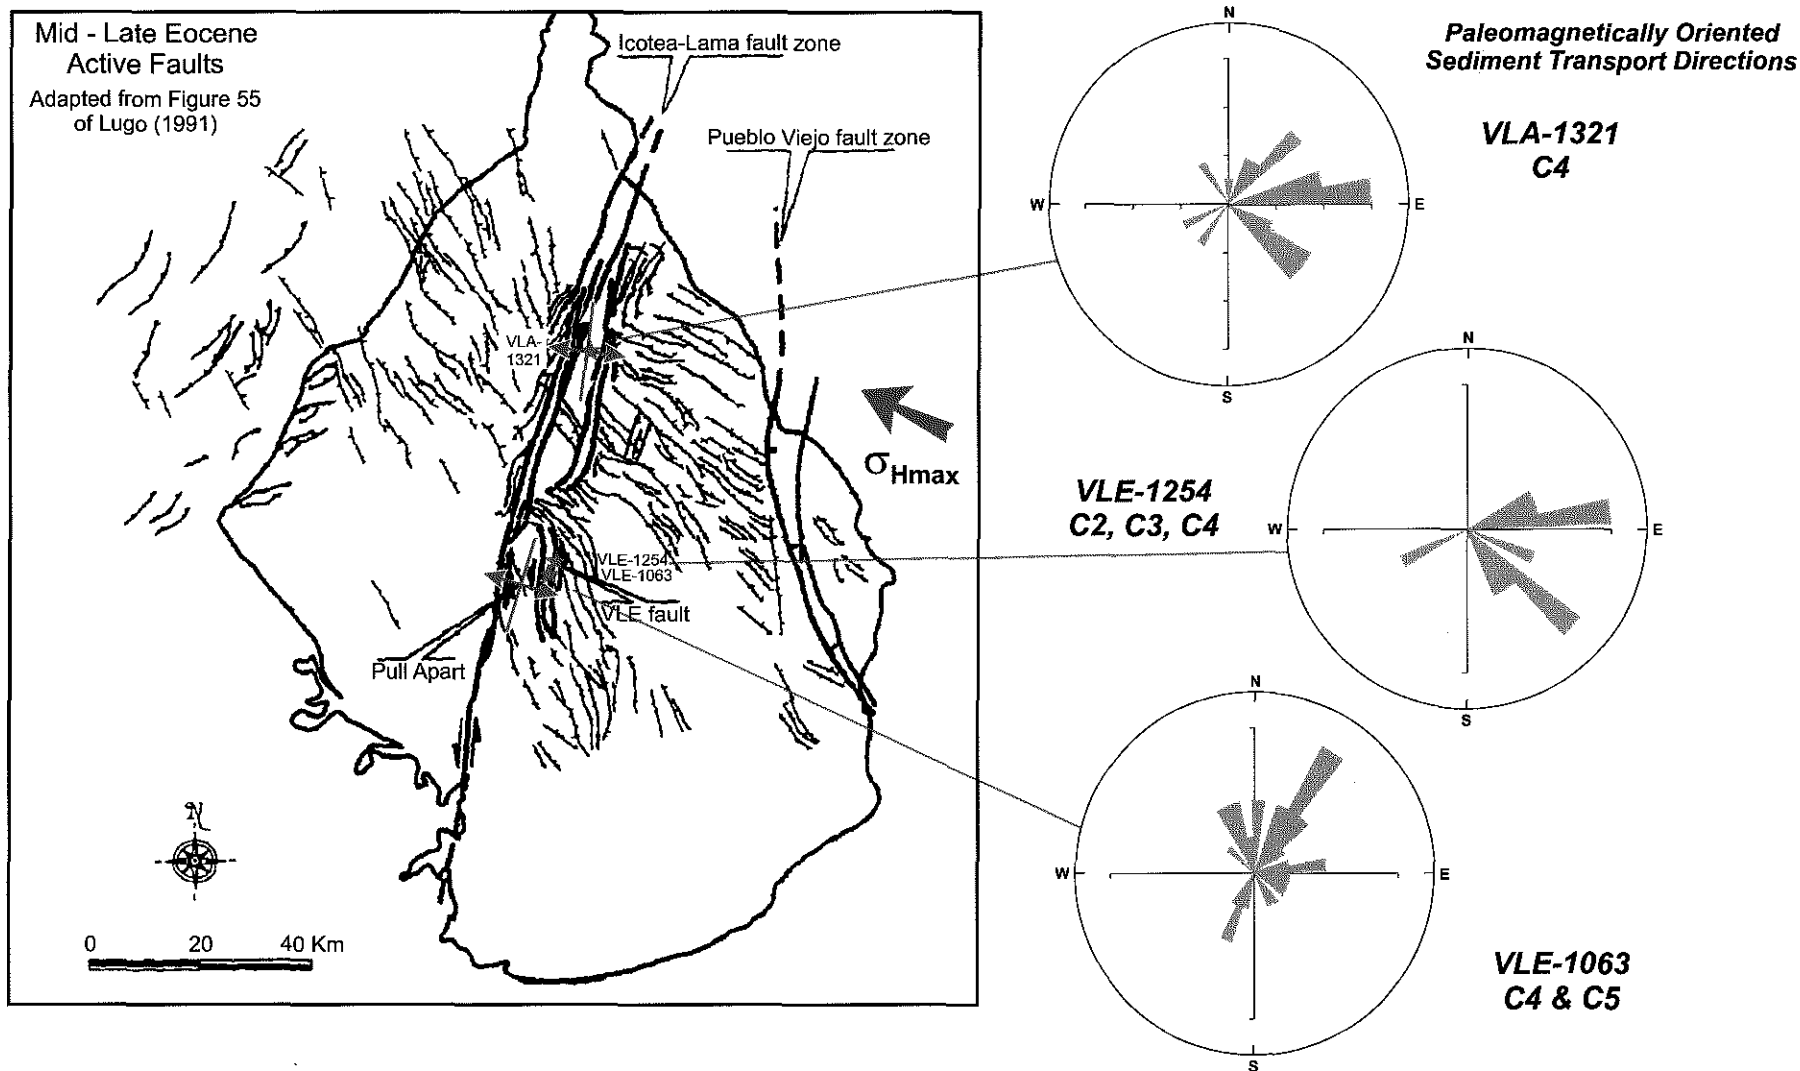 Mid - Late Eocene
Active Faults
Adapted from Figure 55
of Lugo (1991)
Icotea-Lama fault zone
Pueblo Viejo fault zone
VLA-
1321
σHmax
VLE-1254
VLE-1063
VLE fault
Pull Apart
N
0 20 40 Km
Paleomagnetically Oriented
Sediment Transport Directions
VLA-1321
C4
N
W E
S
VLE-1254
C2, C3, C4
N
W E
S
VLE-1063
C4 & C5
N
W E
S